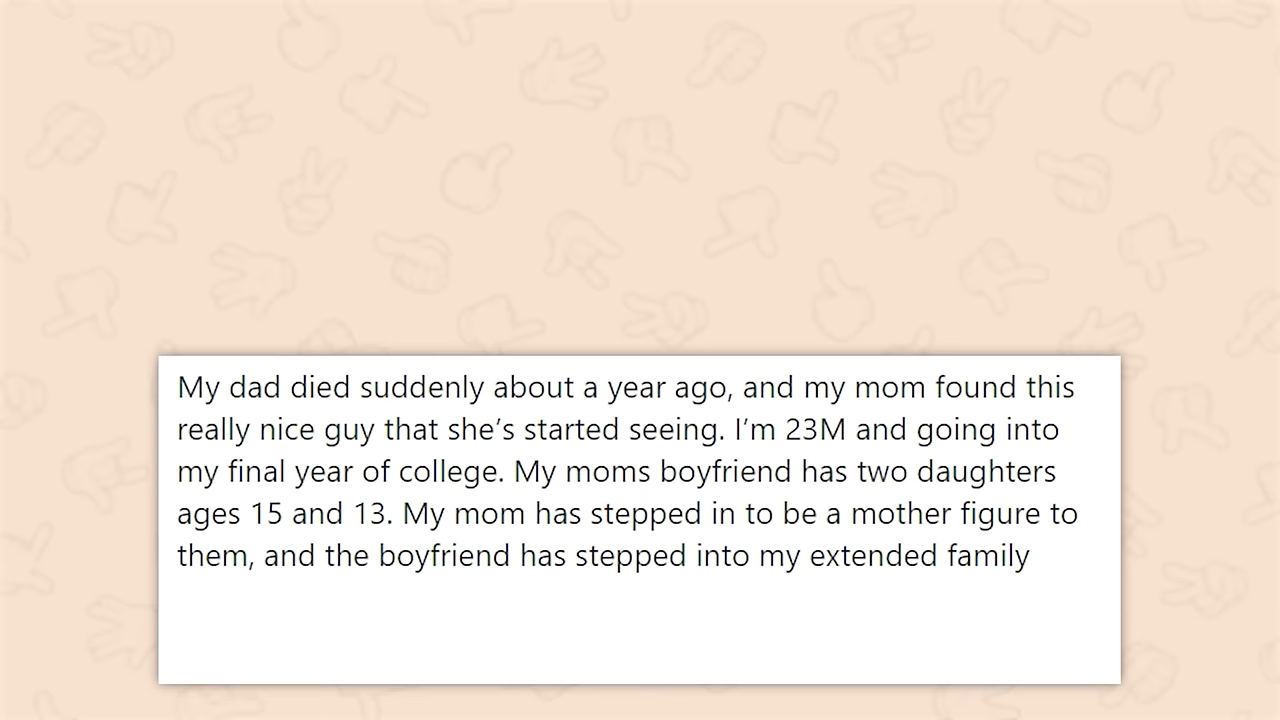 My dad died suddenly about a year ago, and my mom found this
really nice guy that she’s started seeing. I’m 23M and going into
my final year of college. My moms boyfriend has two daughters
ages 15 and 13. My mom has stepped in to be a mother figure to
them, and the boyfriend has stepped into my extended family